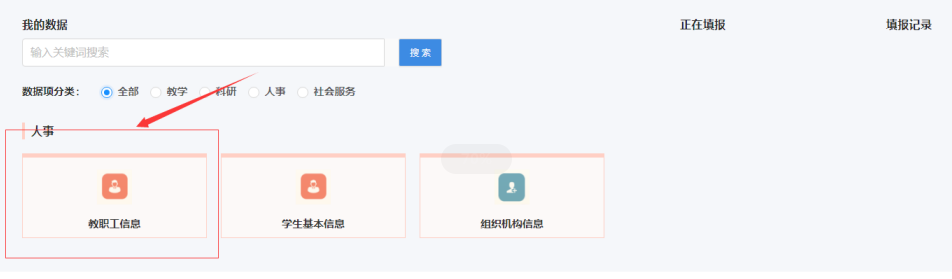 我的数据 正在填报 填报记录
输入关键词搜索 搜 索
数据项分类： 全部 教学 科研 人事 社会服务
人事
教职工信息 学生基本信息 组织机构信息